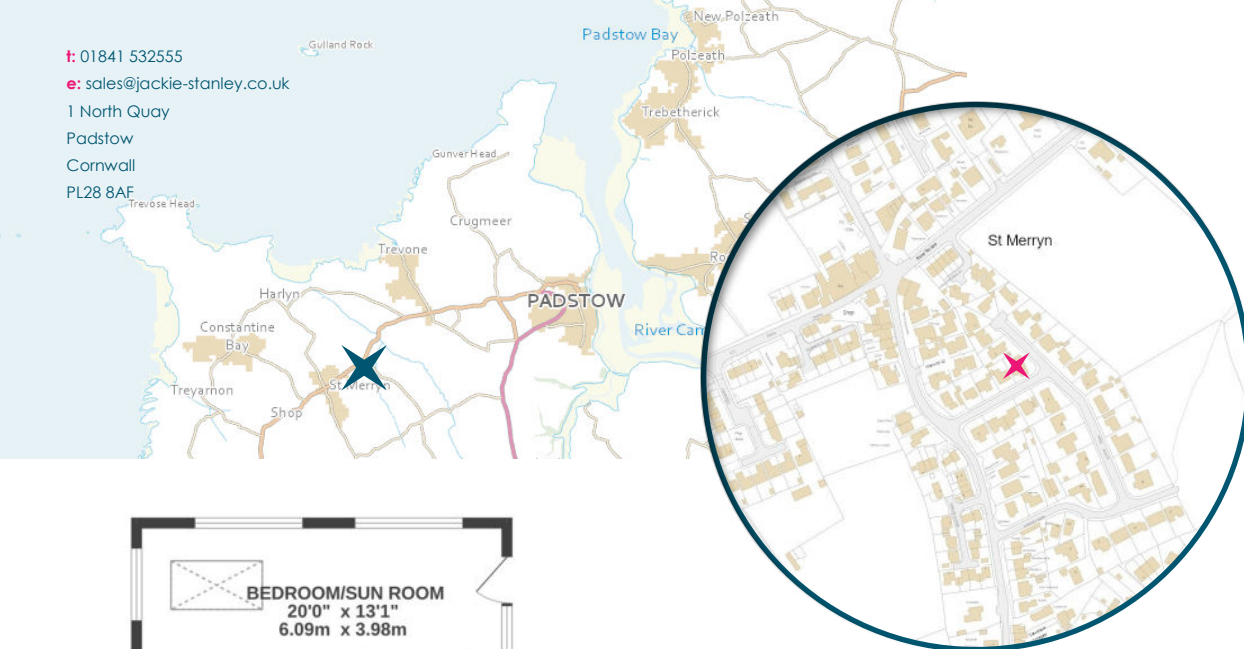 t: 01841 532555
e: sales@jackie-stanley.co.uk
1 North Quay
Padstow
Cornwall
PL28 8AF
Gulland Rock
Padstow Bay
New Polzeath
Polzeath
Trebetherick
Gunver Head
Trevose Head
Crugmeer
Trevone
Harlyn
PADSTOW
Constantine
Bay
River Cam
Treyarnon
St Merryn
Shop
St Merryn
Shop
BEDROOM/SUN ROOM
20'0" x 13'1"
6.09m x 3.98m